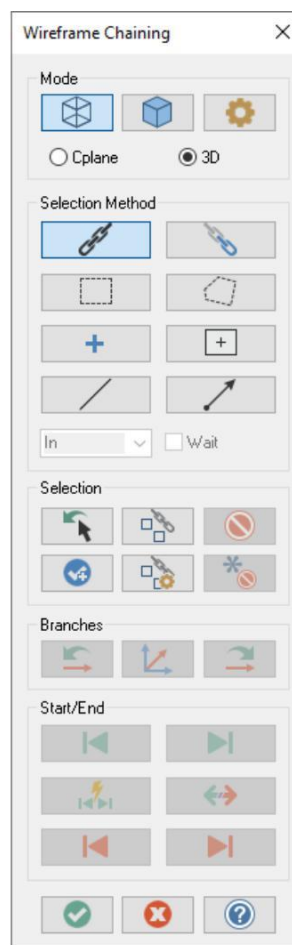 Wireframe Chaining
Mode
Cplane
3D
Selection Method
In
Wait
Selection
Branches
Start/End